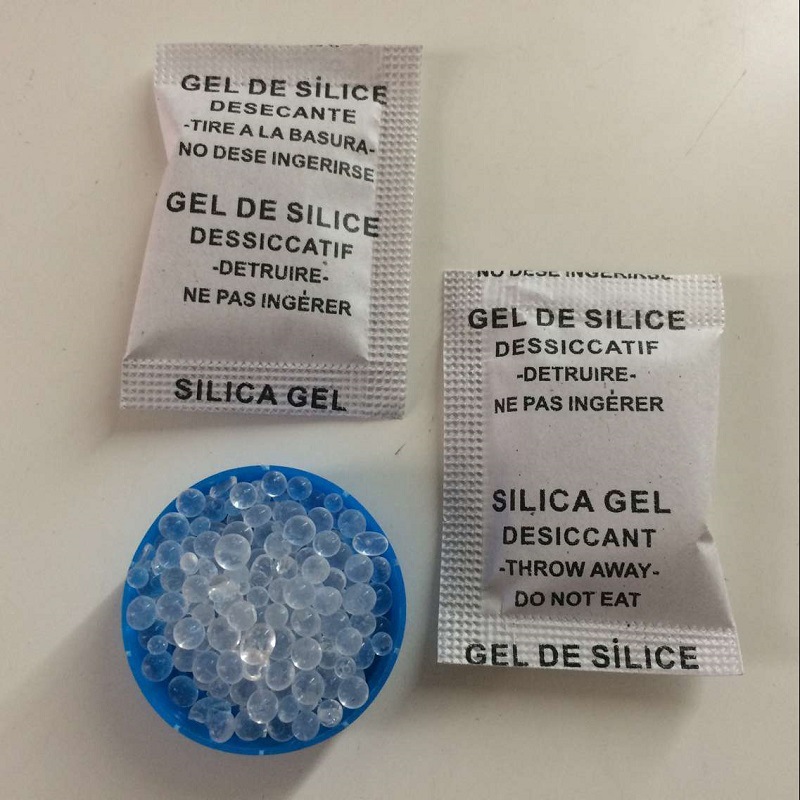 GEL DE SİLICE
DESECANTE
-TIRE A LA BASURA-
NO DESE INGERIRSE
GEL DE SILICE
DESSICCATIF
-DETRUIRE-
NE PAS INGÉRER
SILICA GEL
NO DESE INGERIRSE
GEL DE SILICE
DESSICCATIF
-DETRUIRE-
NE PAS INGÉRER
SILICA GEL
DESICCANT
-THROW AWAY-
DO NOT EAT
GEL DE SİLICE